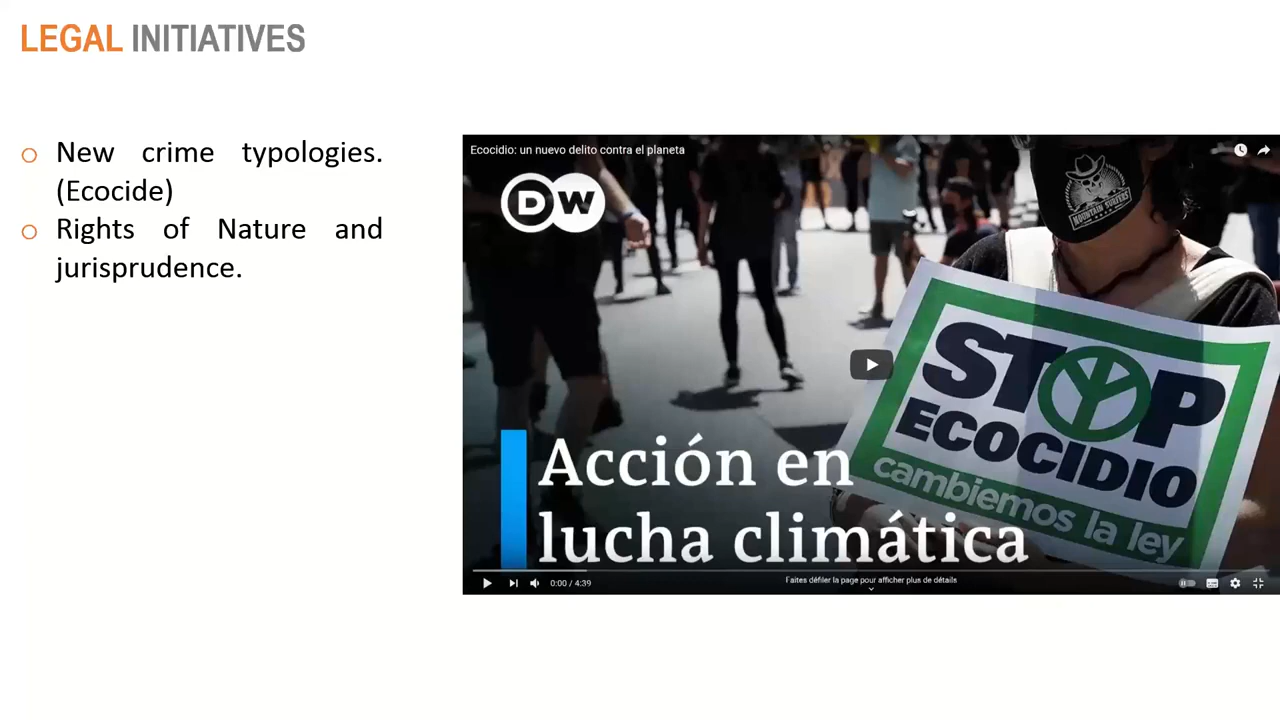 LEGAL INITIATIVES
o New crime typologies.
(Ecocide)
o Rights of Nature and
jurisprudence.
Ecocidio: un nuevo delito contra el planeta
DW
MOUNTAIN SURFERS
STOP
ECOCIDIO
cambiemos la ley
Acción en
lucha climática
Faites défiler la page pour afficher plus de détails
0:00 / 4:39